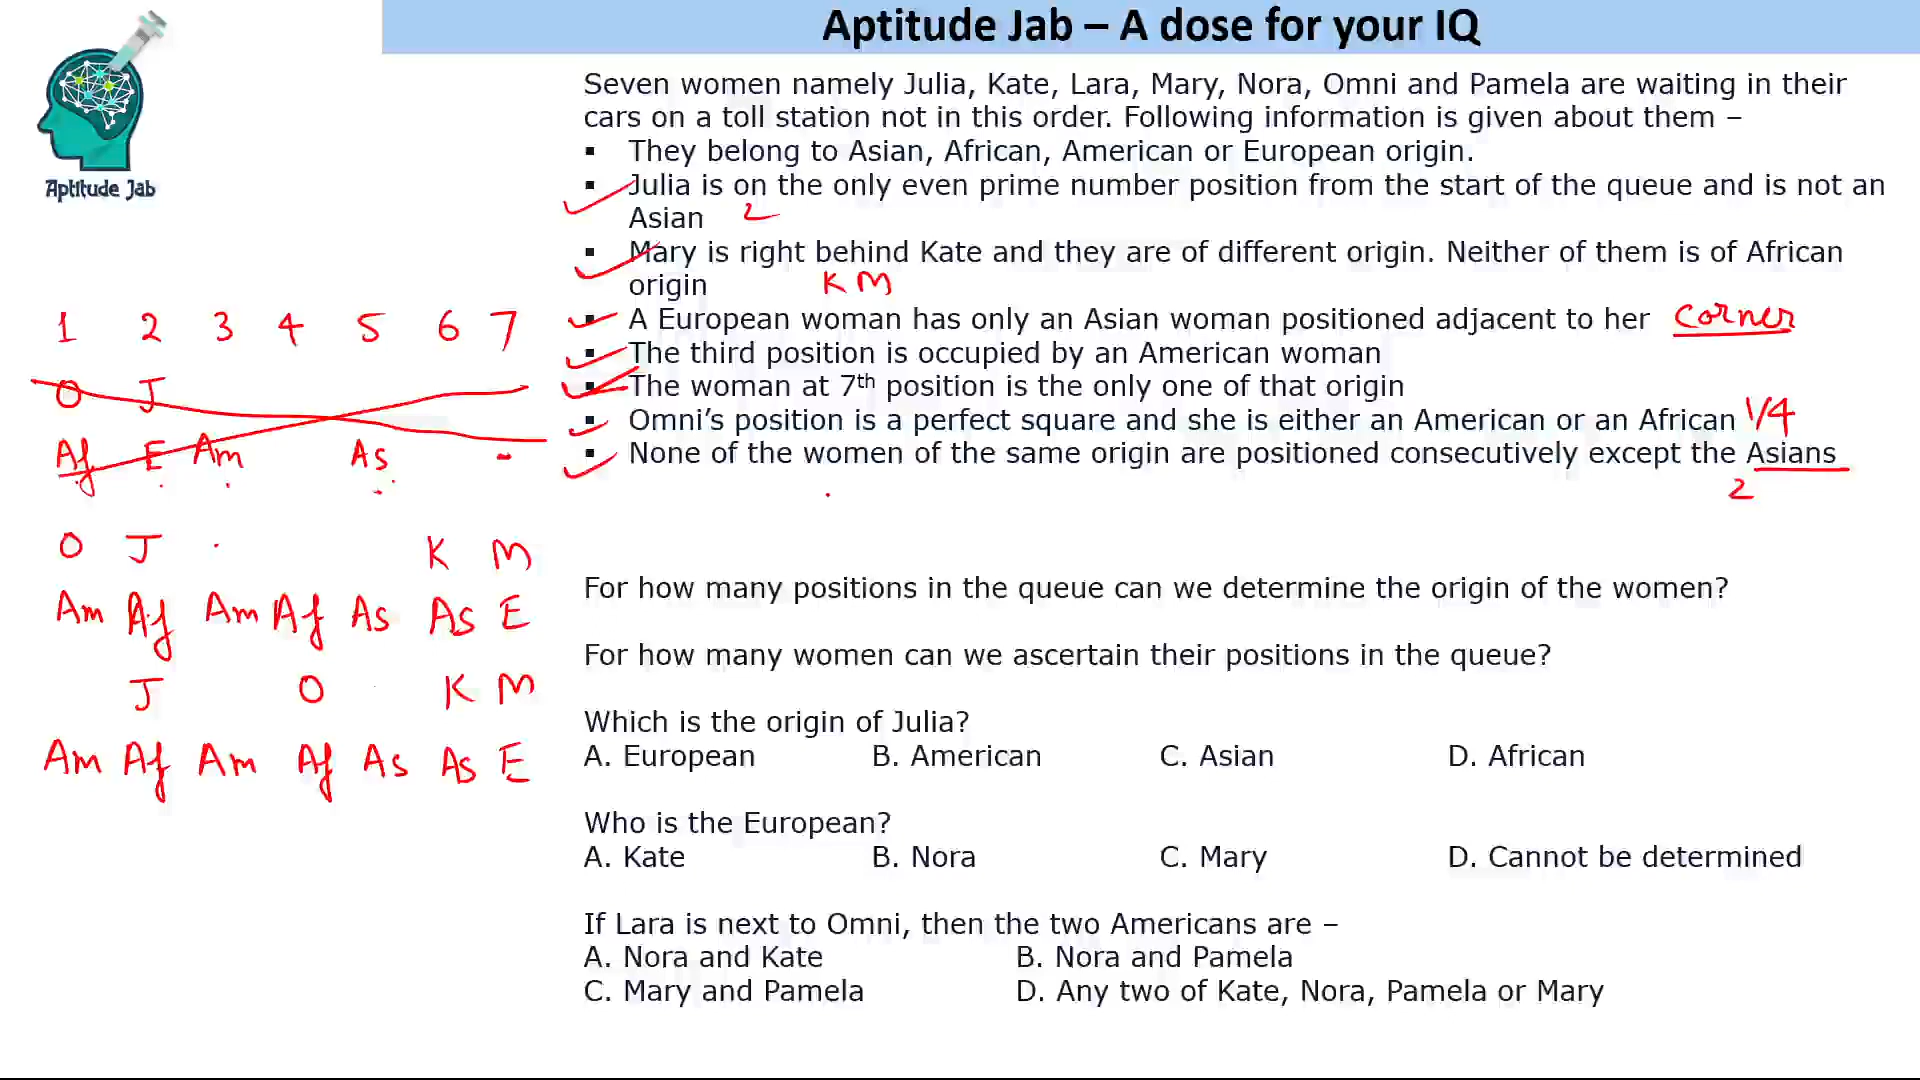 Aptitude Jab – A dose for your IQ
Aptitude Jab
Seven women namely Julia, Kate, Lara, Mary, Nora, Omni and Pamela are waiting in their
cars on a toll station not in this order. Following information is given about them –
▪ They belong to Asian, African, American or European origin.
▪ Julia is on the only even prime number position from the start of the queue and is not an
Asian 2
▪ Mary is right behind Kate and they are of different origin. Neither of them is of African
origin K M
▪ A European woman has only an Asian woman positioned adjacent to her corner
▪ The third position is occupied by an American woman
▪ The woman at 7th position is the only one of that origin
▪ Omni's position is a perfect square and she is either an American or an African 1/4
▪ None of the women of the same origin are positioned consecutively except the Asians
2
1 2 3 4 5 6 7
O J
Af E Am As
O J K M
Am Af Am Af As As E
J O K M
Am Af Am Af As As E
For how many positions in the queue can we determine the origin of the women?
For how many women can we ascertain their positions in the queue?
Which is the origin of Julia?
A. European B. American C. Asian D. African
Who is the European?
A. Kate B. Nora C. Mary D. Cannot be determined
If Lara is next to Omni, then the two Americans are –
A. Nora and Kate B. Nora and Pamela
C. Mary and Pamela D. Any two of Kate, Nora, Pamela or Mary